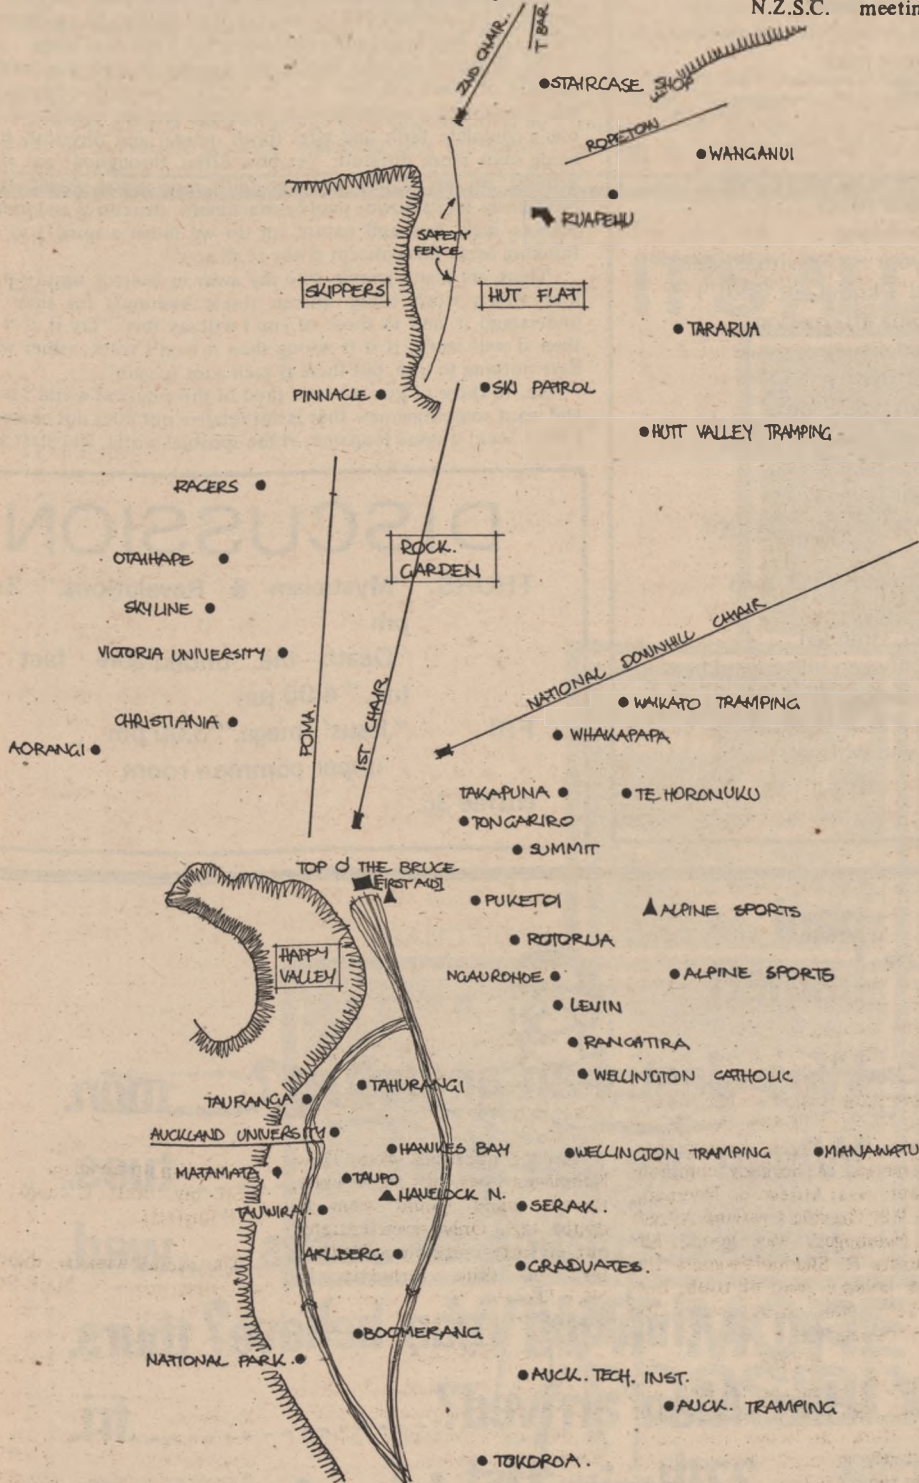 N.Z.S.C. meetin
2ND CHAIR.
T BAR
STAIRCASE SHOP
ROPETOW
WANGANUI
RUAPEHU
SAFETY
FENCE
SKIPPERS
HUT FLAT
TARARUA
PINNACLE
SKI PATROL
HUTT VALLEY TRAMPING
RACERS
ROCK.
GARDEN
OTAIHAPE
SKYLINE
VICTORIA UNIVERSITY
NATIONAL DOWNHILL CHAIR
WAIKATO TRAMPING
CHRISTIANIA
POMA.
1ST CHAIR.
WHAKAPAPA
AORANGI
TAKAPUNA
TE HORONUKU
TONGARIRO
SUMMIT
TOP O THE BRUCE
FIRST AID
PUKETOI
ALPINE SPORTS
ROTORUA
HAPPY
VALLEY
NGAURUHOE
ALPINE SPORTS
LEVIN
RANGATIRA
WELLINGTON CATHOLIC
TAHURANGI
TAURANGA
AUCKLAND UNIVERSITY
HAWKES BAY
WELLINGTON TRAMPING
MANAWATU
MATAMATA
TAUPO
HAVELOCK N.
TAUWIRA.
SERAK.
ARLBERG
GRADUATES.
BOOMERANG
NATIONAL PARK.
AUCK. TECH. INST.
AUCK. TRAMPING
TOKOROA.